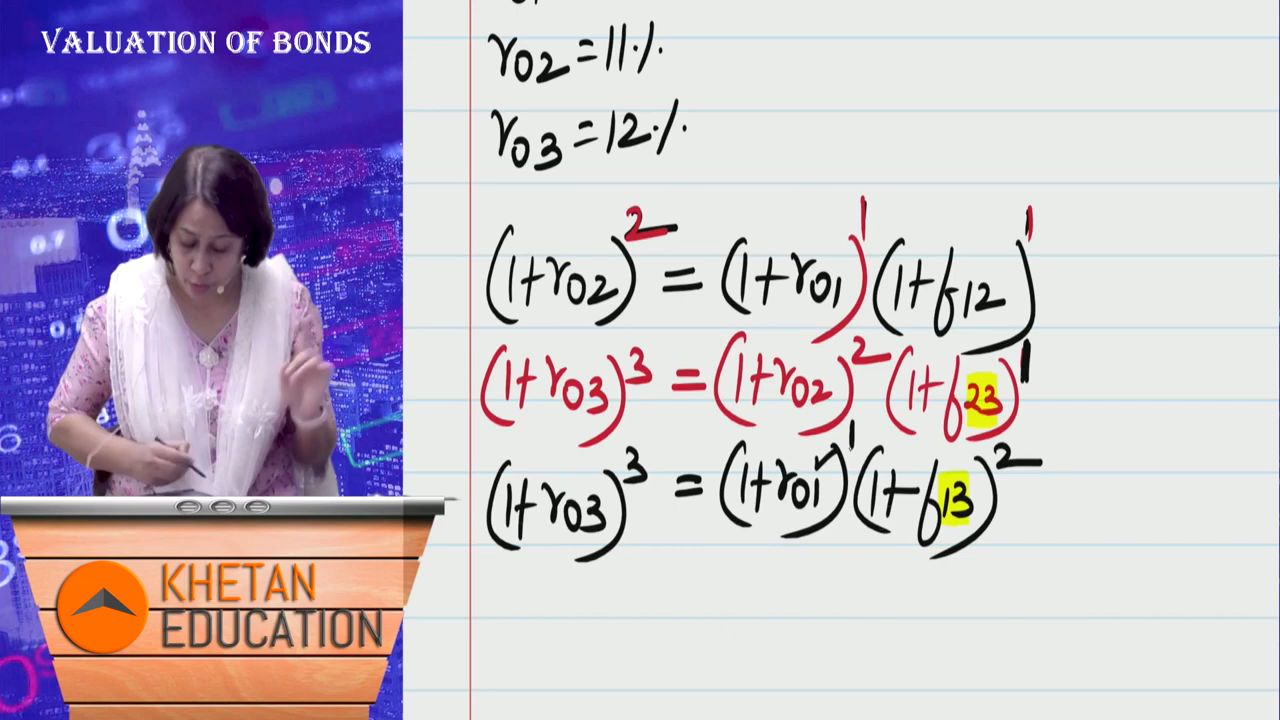 VALUATION OF BONDS
r02 = 11%
r03 = 12%
(1+r02)² = (1+r01)¹ (1+f12)¹
(1+r03)³ = (1+r02)² (1+f23)¹
(1+r03)³ = (1+r01)¹ (1+f13)²
KHETAN
EDUCATION